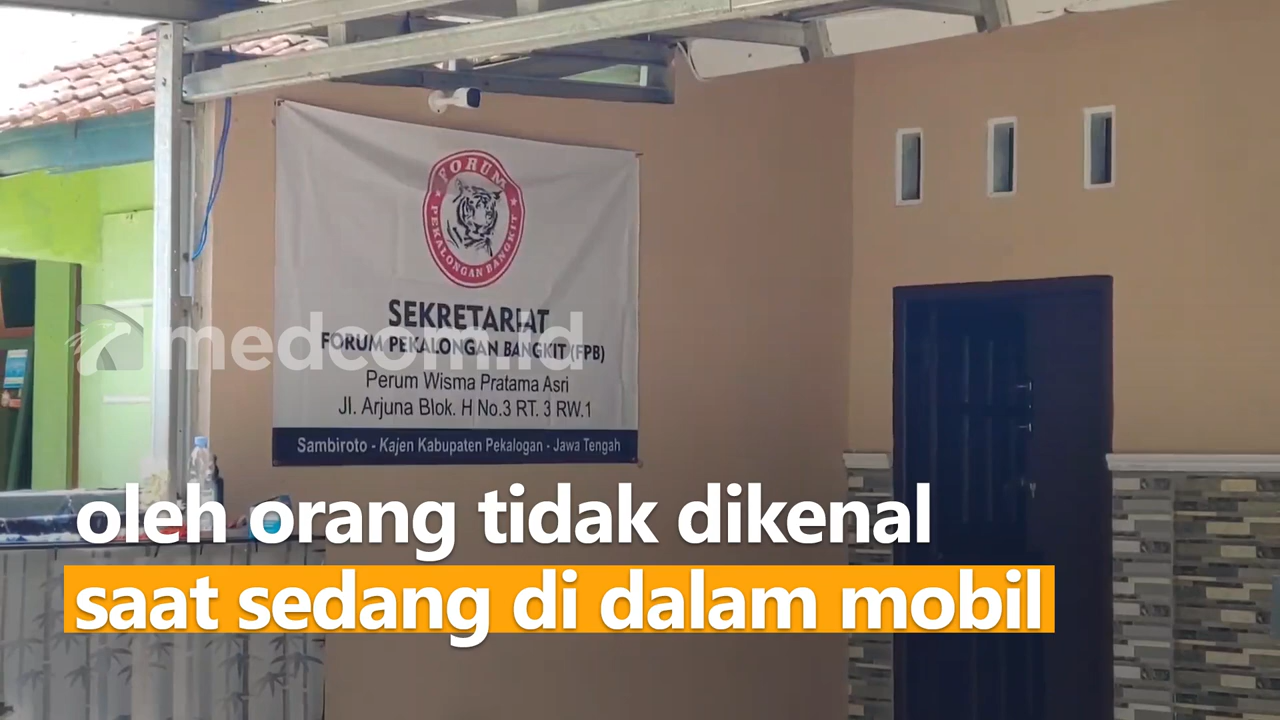 FORUM
PEKALONGAN BANGKIT
SEKRETARIAT
FORUM PEKALONGAN BANGKIT (FPB)
Perum Wisma Pratama Asri
Jl. Arjuna Blok. H No.3 RT. 3 RW.1
Sambiroto - Kajen Kabupaten Pekalogan - Jawa Tengah
medcom.id
oleh orang tidak dikenal
saat sedang di dalam mobil